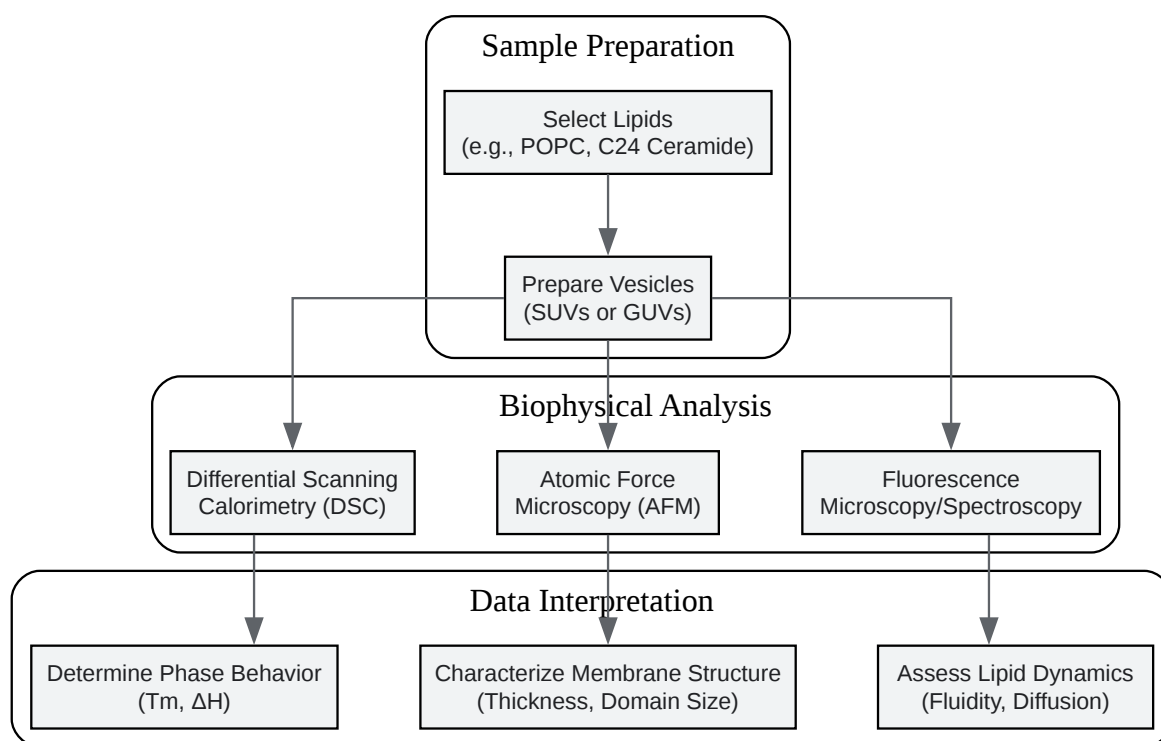 Sample Preparation
Select Lipids
(e.g., POPC, C24 Ceramide)
Prepare Vesicles
(SUVs or GUVs)
Biophysical Analysis
Differential Scanning
Calorimetry (DSC)
Atomic Force
Microscopy (AFM)
Fluorescence
Microscopy/Spectroscopy
Data Interpretation
Determine Phase Behavior
(Tm, ΔH)
Characterize Membrane Structure
(Thickness, Domain Size)
Assess Lipid Dynamics
(Fluidity, Diffusion)